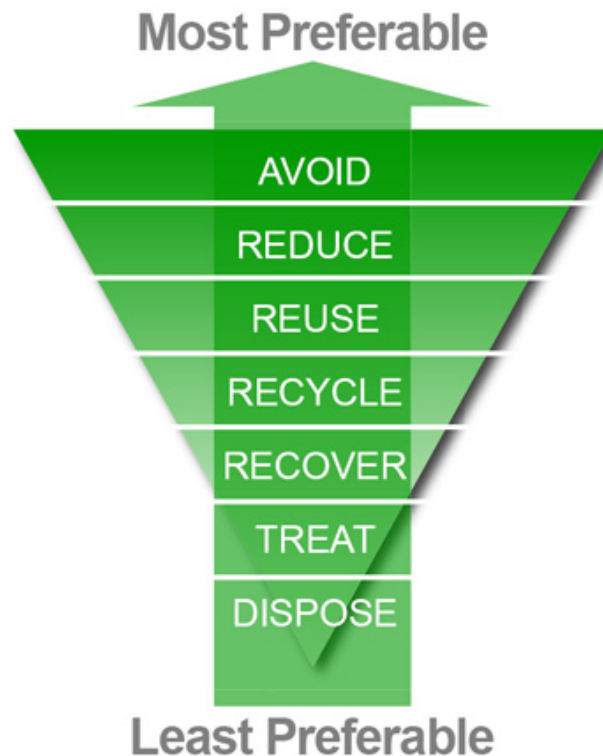 Most Preferable
AVOID
REDUCE
REUSE
RECYCLE
RECOVER
TREAT
DISPOSE
Least Preferable